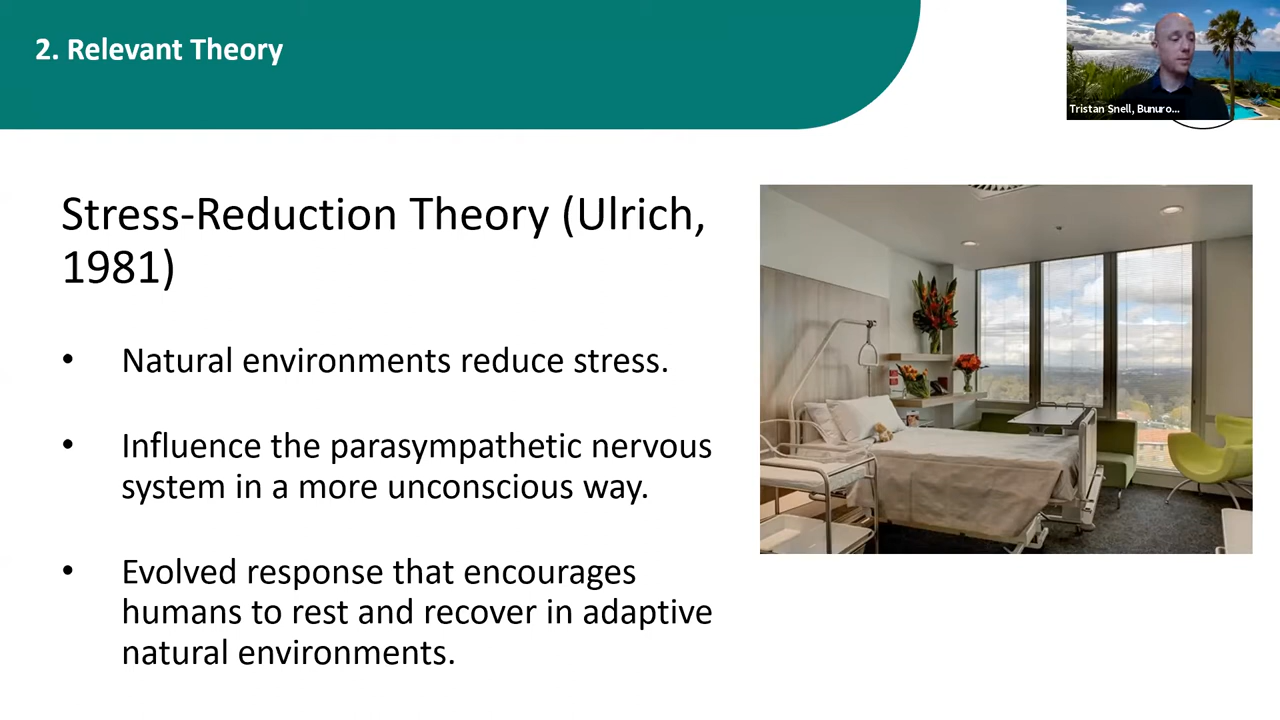 2. Relevant Theory
Tristan Snell, Bunuro...
Stress-Reduction Theory (Ulrich,
1981)
• Natural environments reduce stress.
• Influence the parasympathetic nervous
system in a more unconscious way.
• Evolved response that encourages
humans to rest and recover in adaptive
natural environments.